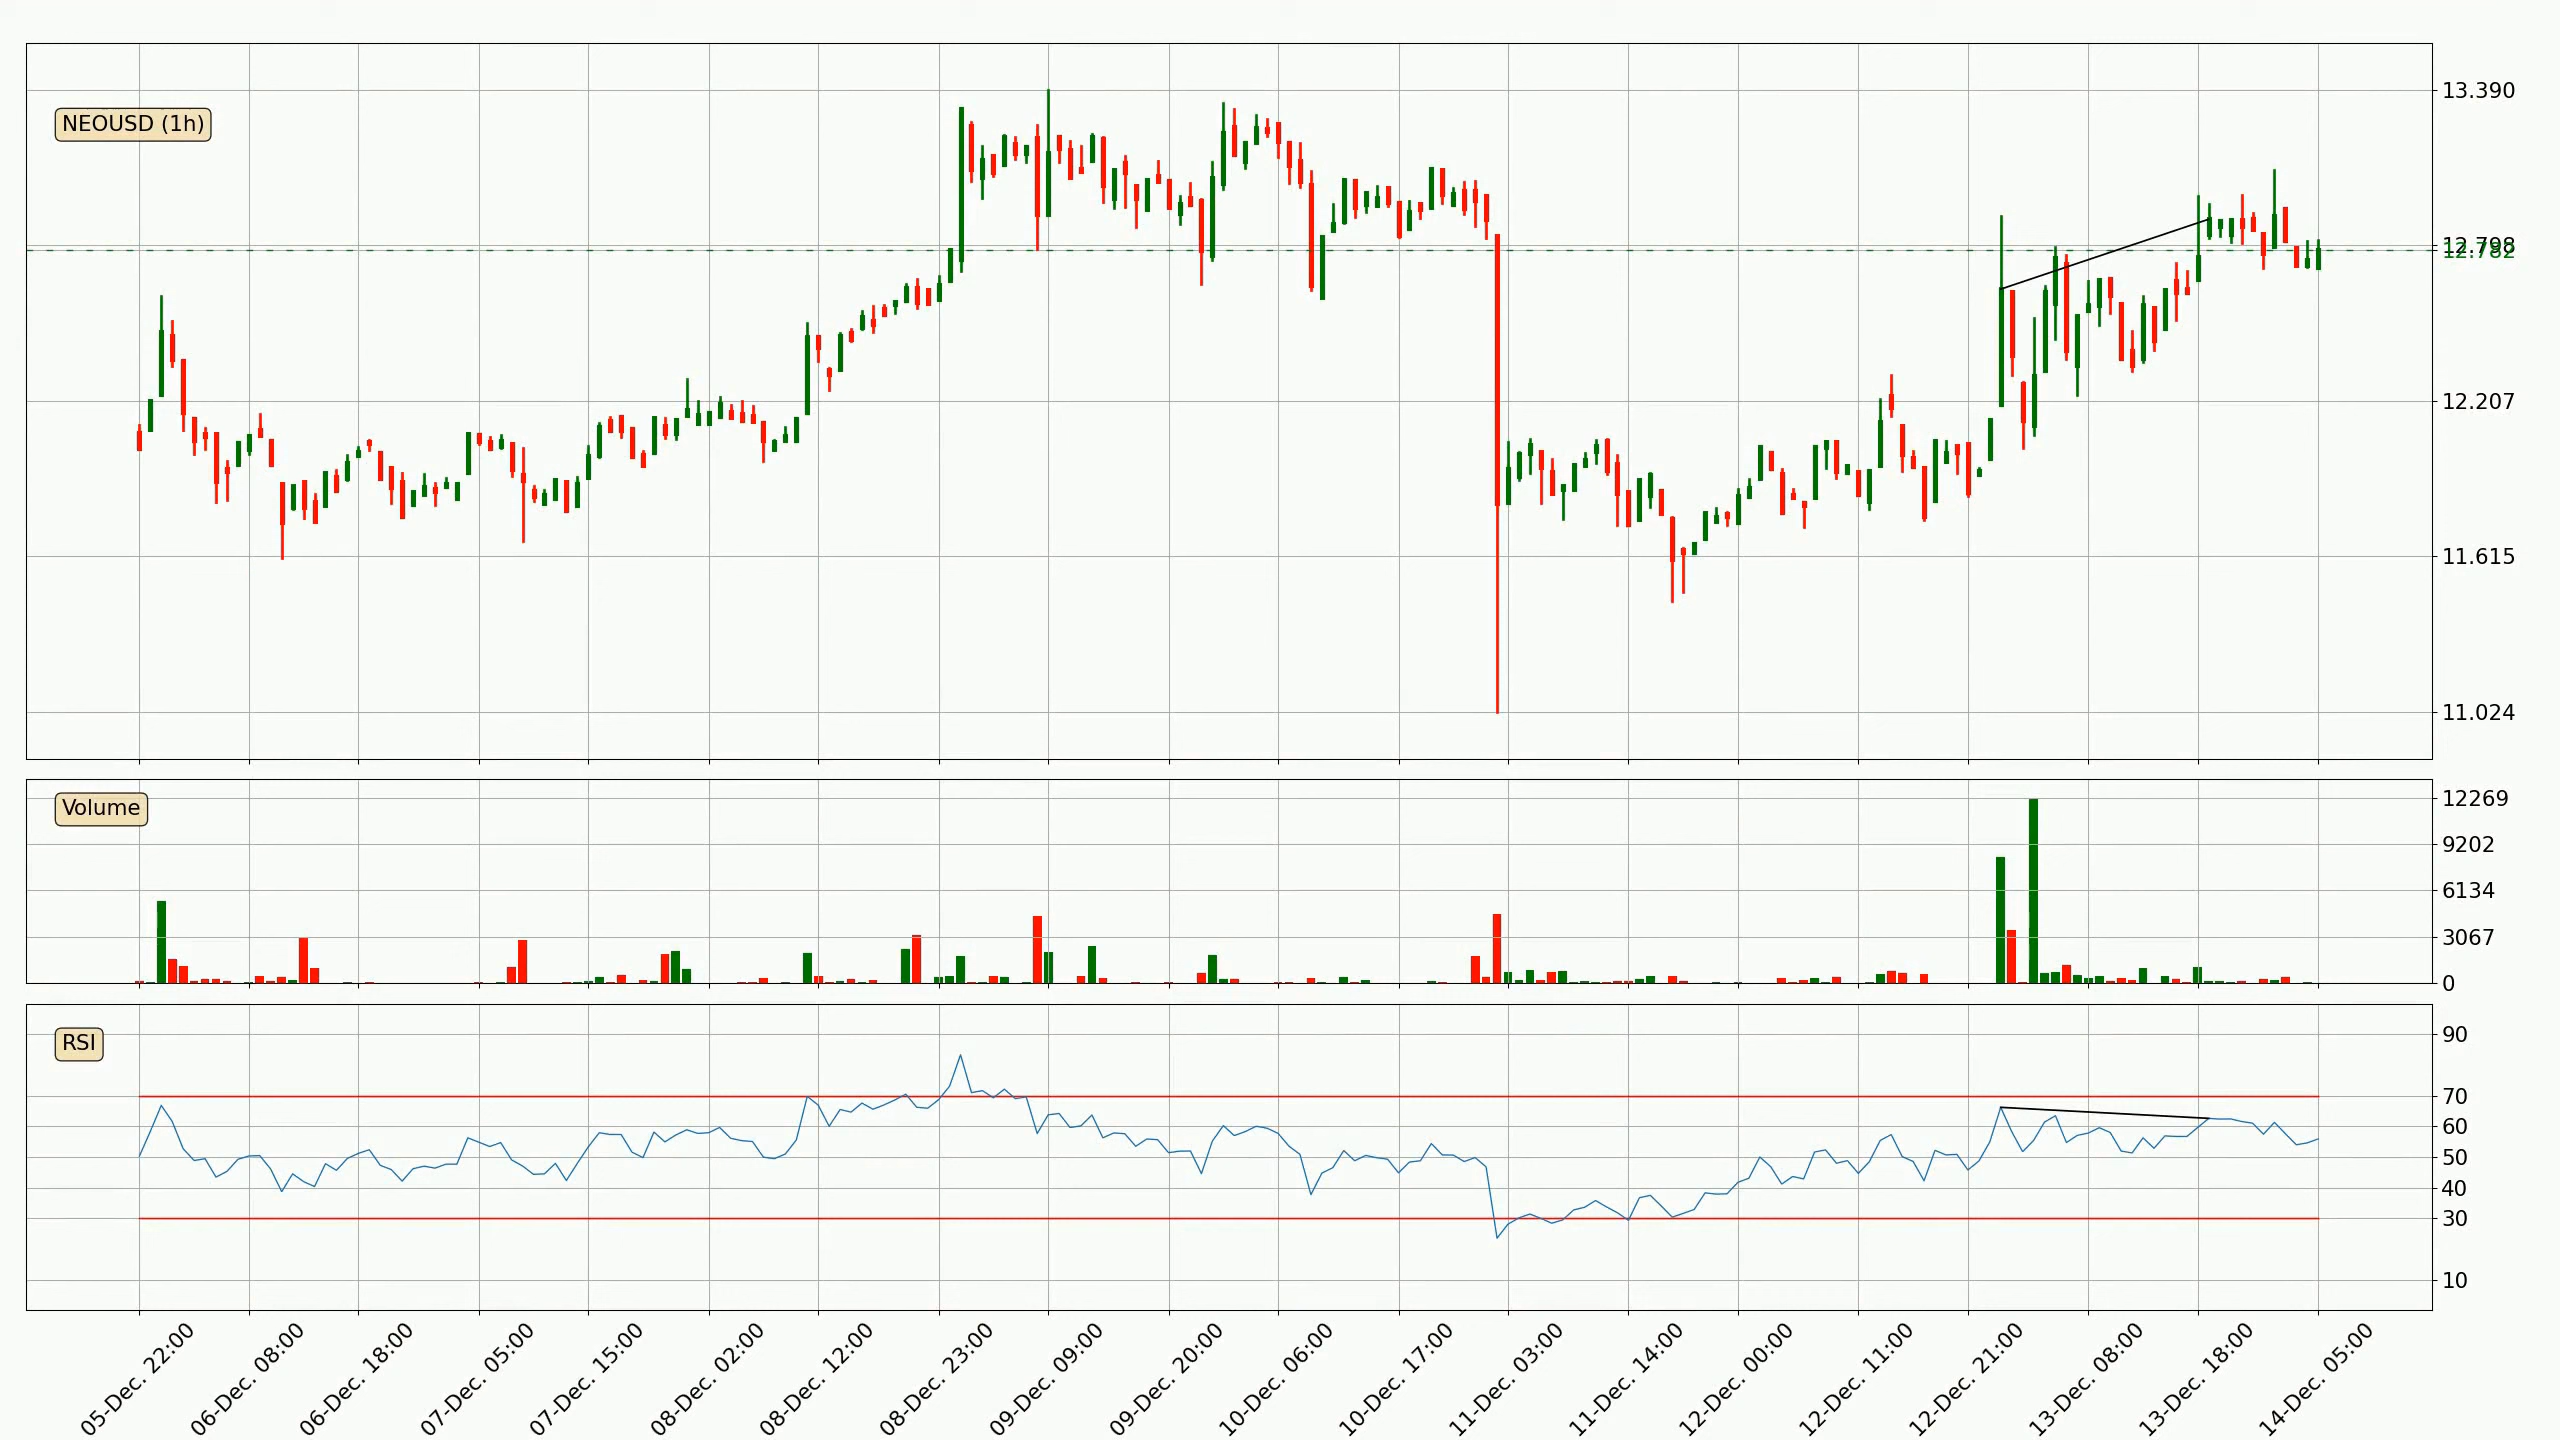 NEOUSD (1h)
13.390
12.798
12.782
12.207
11.615
11.024
Volume
12269
9202
6134
3067
0
RSI
90
70
60
50
40
30
10
05-Dec. 22:00
06-Dec. 08:00
06-Dec. 18:00
07-Dec. 05:00
07-Dec. 15:00
08-Dec. 02:00
08-Dec. 12:00
08-Dec. 23:00
09-Dec. 09:00
09-Dec. 20:00
10-Dec. 06:00
10-Dec. 17:00
11-Dec. 03:00
11-Dec. 14:00
12-Dec. 00:00
12-Dec. 11:00
12-Dec. 21:00
13-Dec. 08:00
13-Dec. 18:00
14-Dec. 05:00